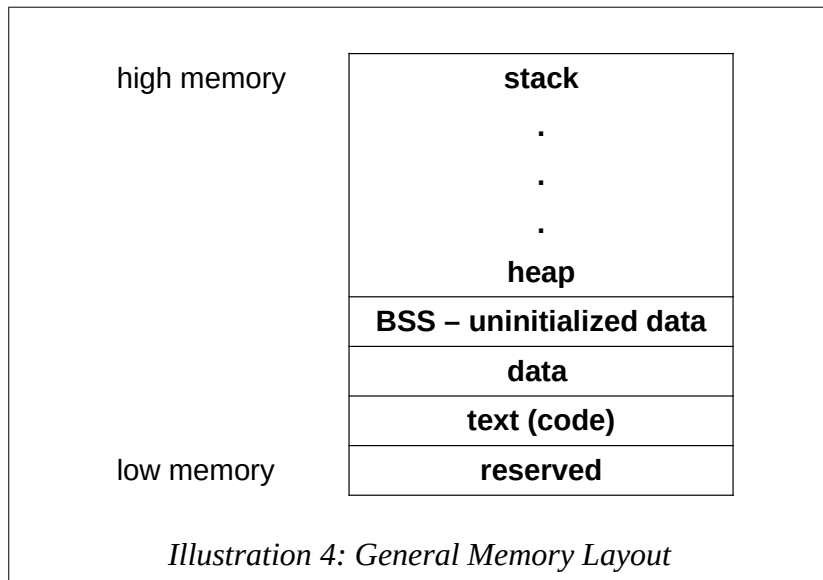 high memory
stack
.
.
.
heap
BSS – uninitialized data
data
text (code)
low memory
reserved
Illustration 4: General Memory Layout